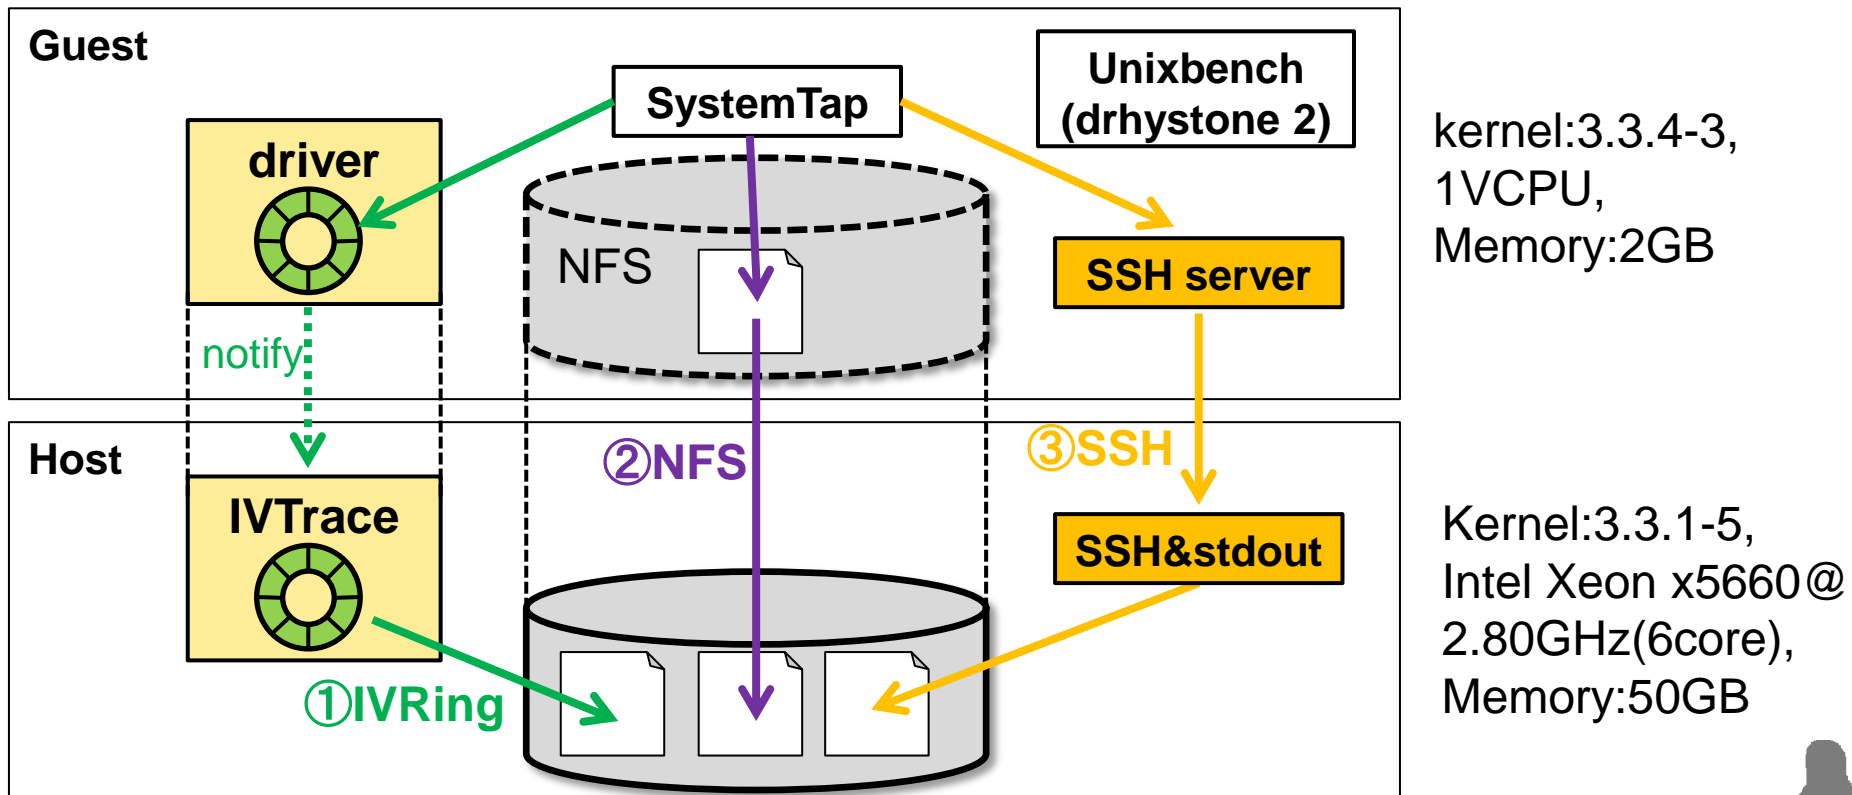 Guest
SystemTap
Unixbench
(drhystone 2)
driver
NFS
SSH server
notify
kernel:3.3.4-3,
1VCPU,
Memory:2GB
Host
②NFS
③SSH
IVTrace
SSH&stdout
①IVRing
Kernel:3.3.1-5,
Intel Xeon x5660@
2.80GHz(6core),
Memory:50GB